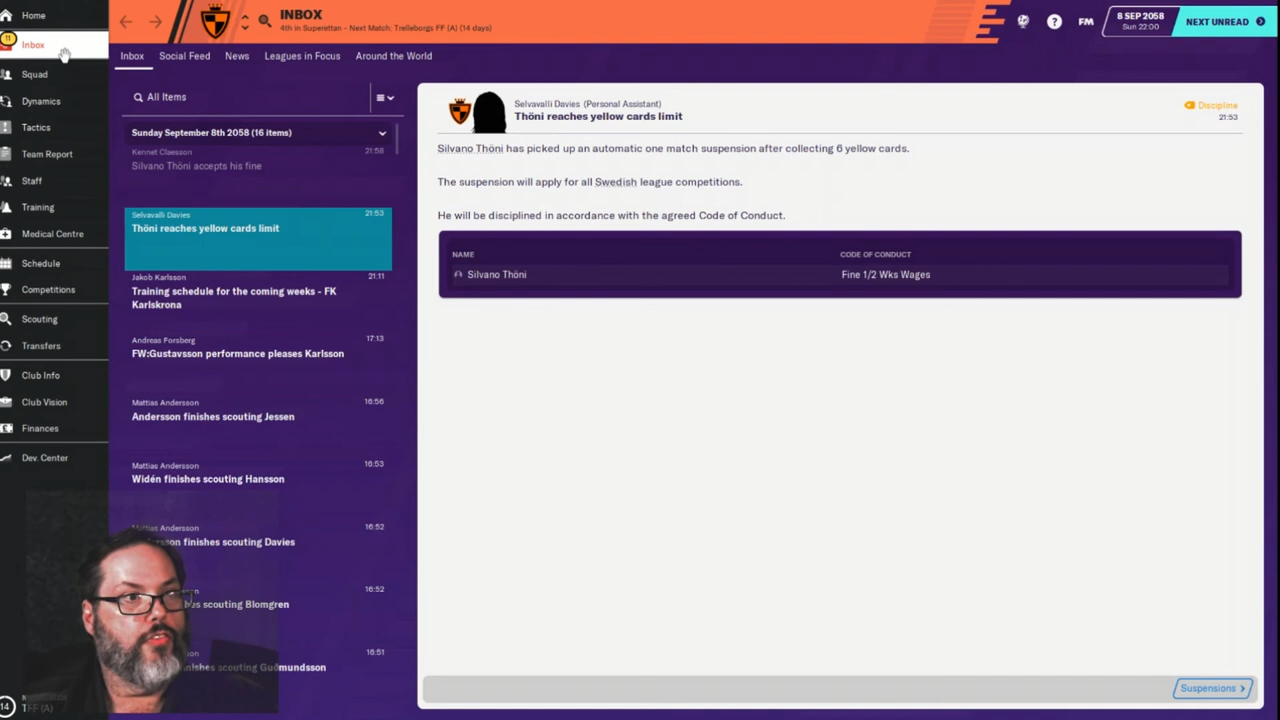 Home
INBOX
4th in Superettan - Next Match: Trelleborgs FF (A) (14 days)
FM
8 SEP 2058
Sun 22:00
NEXT UNREAD
11
Inbox
Squad
Dynamics
Tactics
Team Report
Staff
Training
Medical Centre
Schedule
Competitions
Scouting
Transfers
Club Info
Club Vision
Finances
Dev. Center
14
FF (A)
Inbox
Social Feed
News
Leagues in Focus
Around the World
All Items
Sunday September 8th 2058 (16 items)
Kennet Claesson
21:58
Silvano Thöni accepts his fine
Selvavalli Davies
21:53
Thöni reaches yellow cards limit
Jakob Karlsson
21:11
Training schedule for the coming weeks - FK
Karlskrona
Andreas Forsberg
17:13
FW:Gustavsson performance pleases Karlsson
Mattias Andersson
16:56
Andersson finishes scouting Jessen
Mattias Andersson
16:53
Widén finishes scouting Hansson
Mattias Andersson
16:52
finishes scouting Davies
16:52
scouting Blomgren
16:51
scouting Guðmundsson
Selvavalli Davies (Personal Assistant)
Thöni reaches yellow cards limit
Discipline
21:53
Silvano Thöni has picked up an automatic one match suspension after collecting 6 yellow cards.
The suspension will apply for all Swedish league competitions.
He will be disciplined in accordance with the agreed Code of Conduct.
NAME
CODE OF CONDUCT
Silvano Thöni
Fine 1/2 Wks Wages
Suspensions